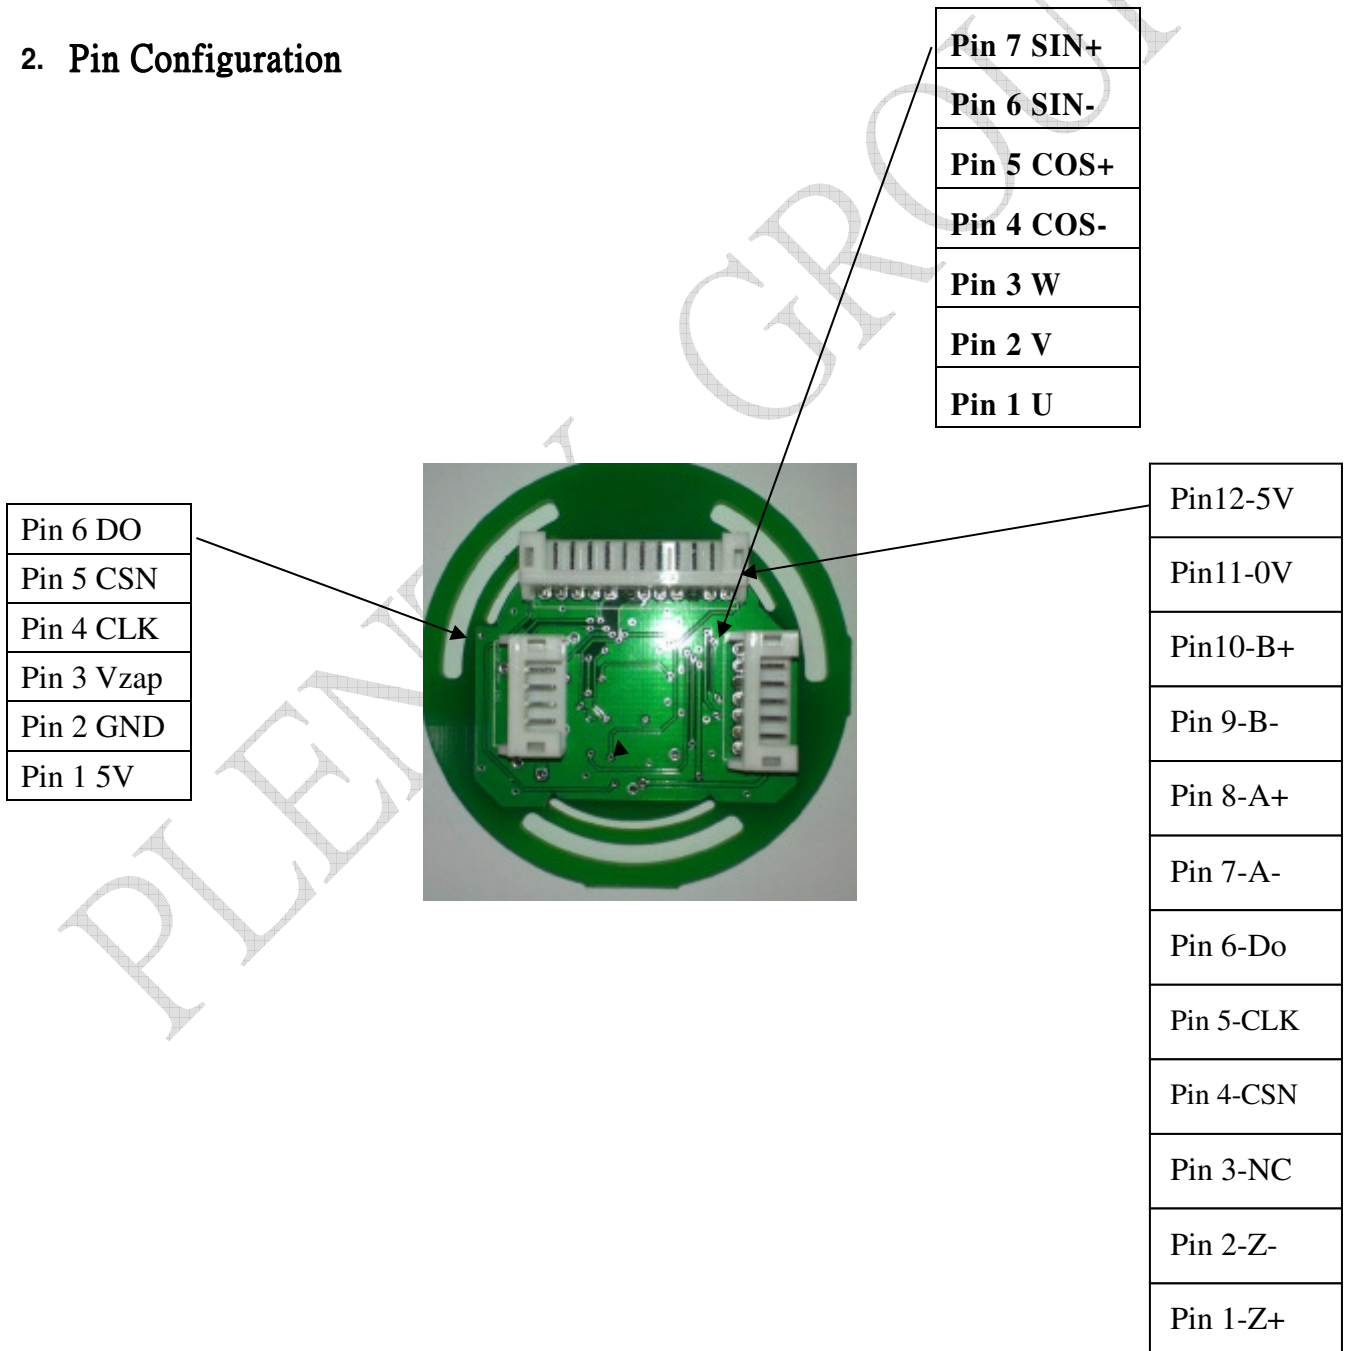 2. Pin Configuration
Pin 7 SIN+
Pin 6 SIN-
Pin 5 COS+
Pin 4 COS-
Pin 3 W
Pin 2 V
Pin 1 U
Pin 6 DO
Pin 5 CSN
Pin 4 CLK
Pin 3 Vzap
Pin 2 GND
Pin 1 5V
Pin12-5V
Pin11-0V
Pin10-B+
Pin 9-B-
Pin 8-A+
Pin 7-A-
Pin 6-Do
Pin 5-CLK
Pin 4-CSN
Pin 3-NC
Pin 2-Z-
Pin 1-Z+
PLENTY GROUP